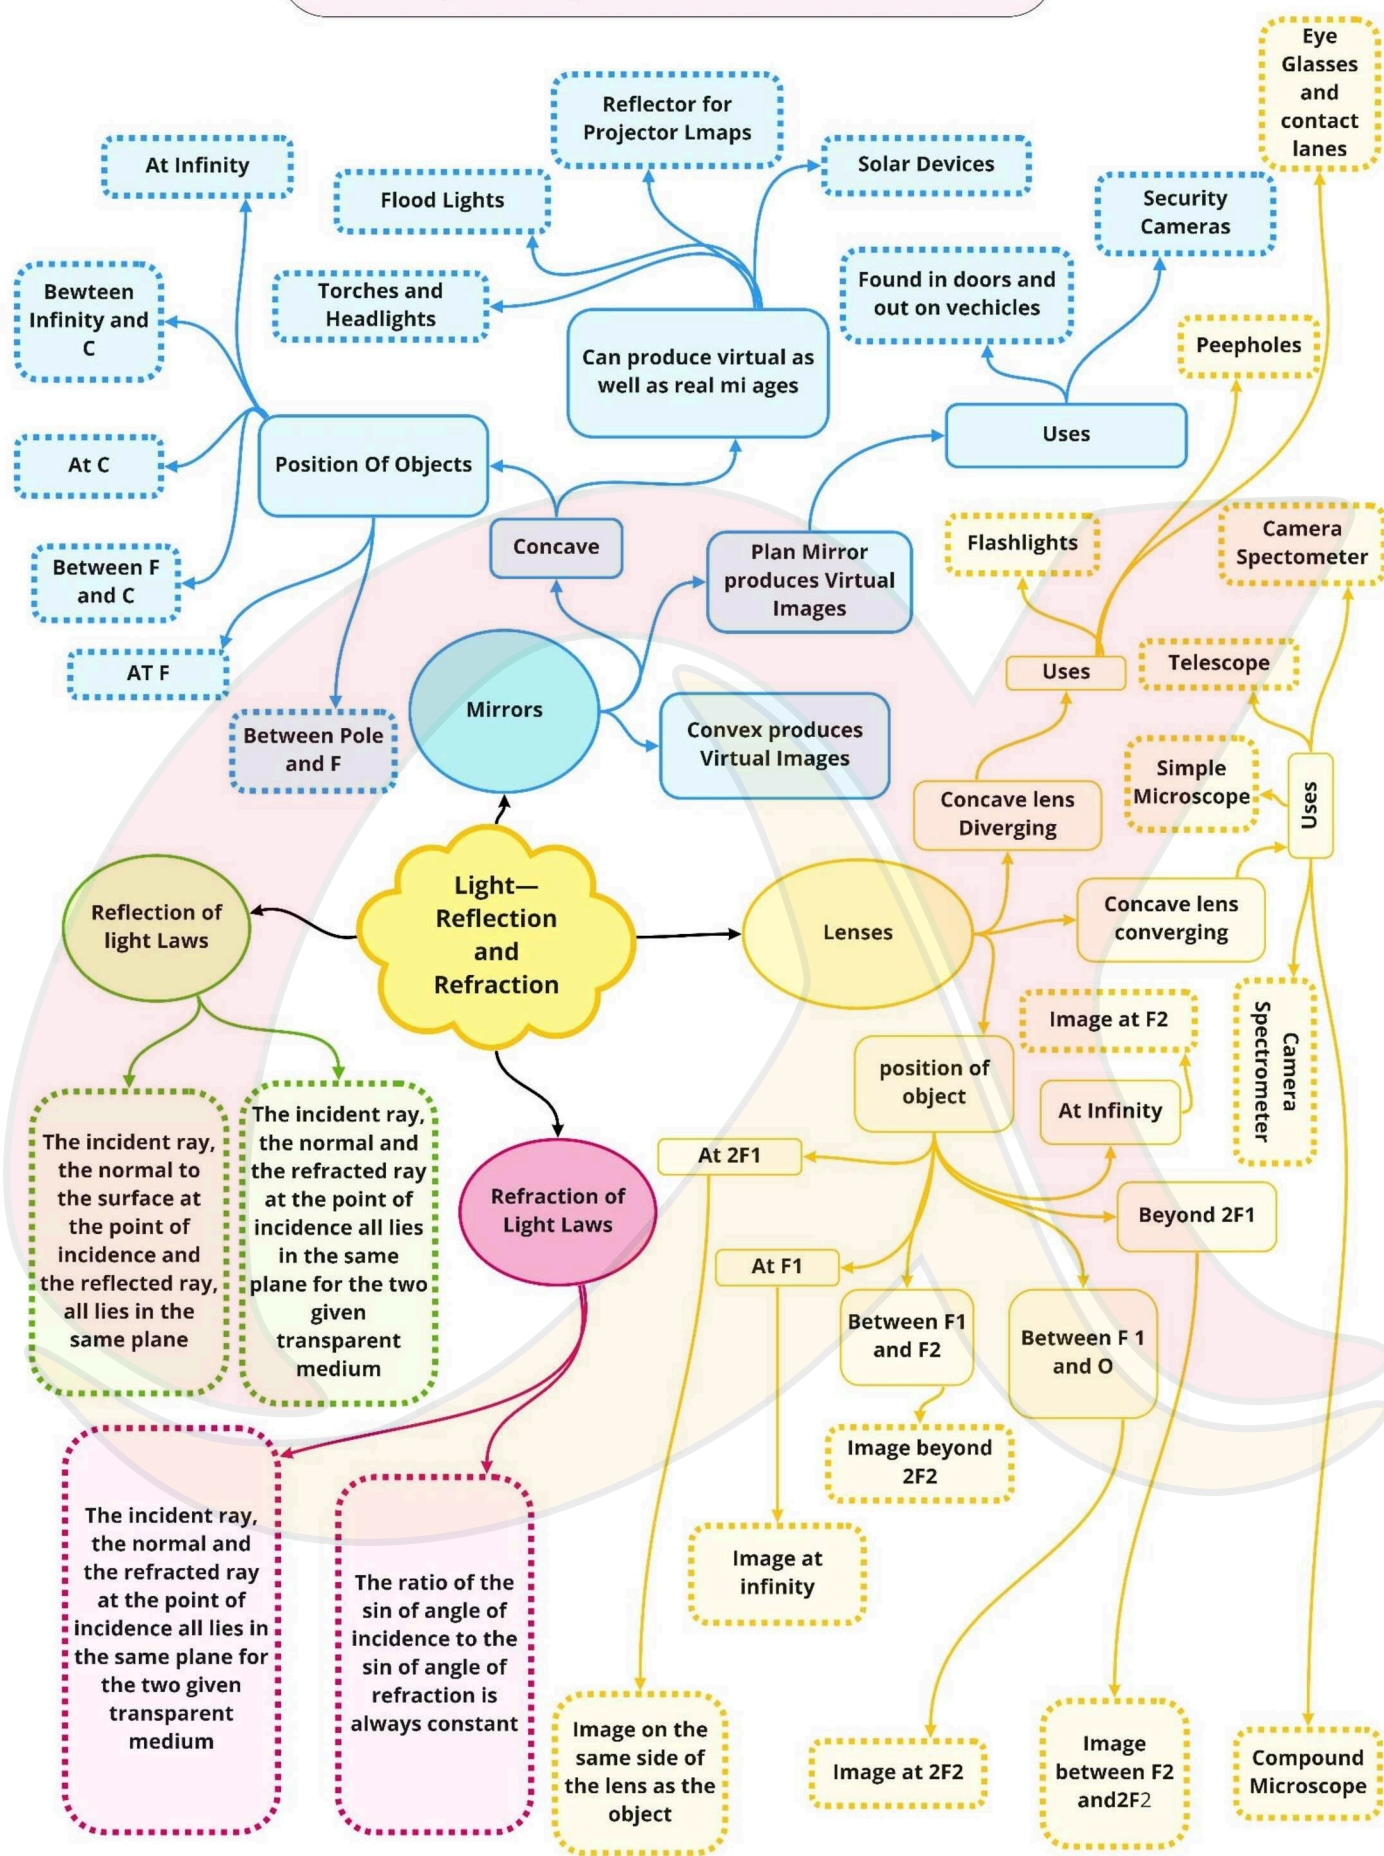 Eye
Glasses
and
contact
lanes
Reflector for
Projector Lmaps
At Infinity
Flood Lights
Solar Devices
Security
Cameras
Bewteen
Infinity and
C
Torches and
Headlights
Found in doors and
out on vechicles
Can produce virtual as
well as real mi ages
Peepholes
Uses
At C
Position Of Objects
Concave
Plan Mirror
produces Virtual
Images
Flashlights
Camera
Spectometer
Between F
and C
AT F
Between Pole
and F
Mirrors
Convex produces
Virtual Images
Uses
Telescope
Simple
Microscope
Uses
Concave lens
Diverging
Light—
Reflection
and
Refraction
Reflection of
light Laws
Lenses
Concave lens
converging
Camera
Spectrometer
Image at F2
position of
object
At Infinity
The incident ray,
the normal to
the surface at
the point of
incidence and
the reflected ray,
all lies in the
same plane
The incident ray,
the normal and
the refracted ray
at the point of
incidence all lies
in the same
plane for the two
given
transparent
medium
Refraction of
Light Laws
At 2F1
Beyond 2F1
At F1
Between F1
and F2
Between F 1
and O
Image beyond
2F2
Image at
infinity
The incident ray,
the normal and
the refracted ray
at the point of
incidence all lies in
the same plane for
the two given
transparent
medium
The ratio of the
sin of angle of
incidence to the
sin of angle of
refraction is
always constant
Image on the
same side of
the lens as the
object
Image at 2F2
Image
between F2
and2F2
Compound
Microscope